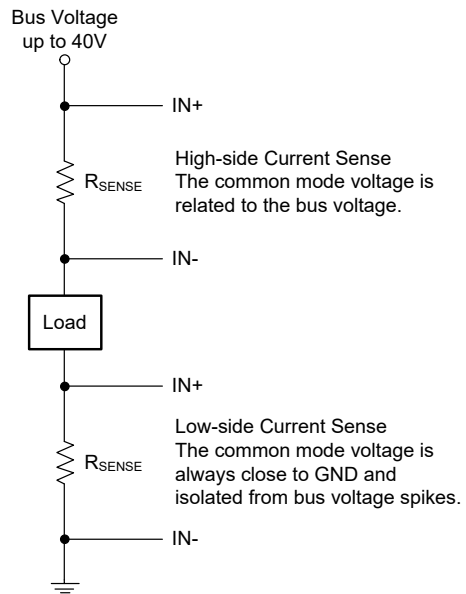 Bus Voltage
up to 40V
IN+
RSENSE
High-side Current Sense
The common mode voltage is
related to the bus voltage.
IN-
Load
IN+
RSENSE
Low-side Current Sense
The common mode voltage is
always close to GND and
isolated from bus voltage spikes.
IN-